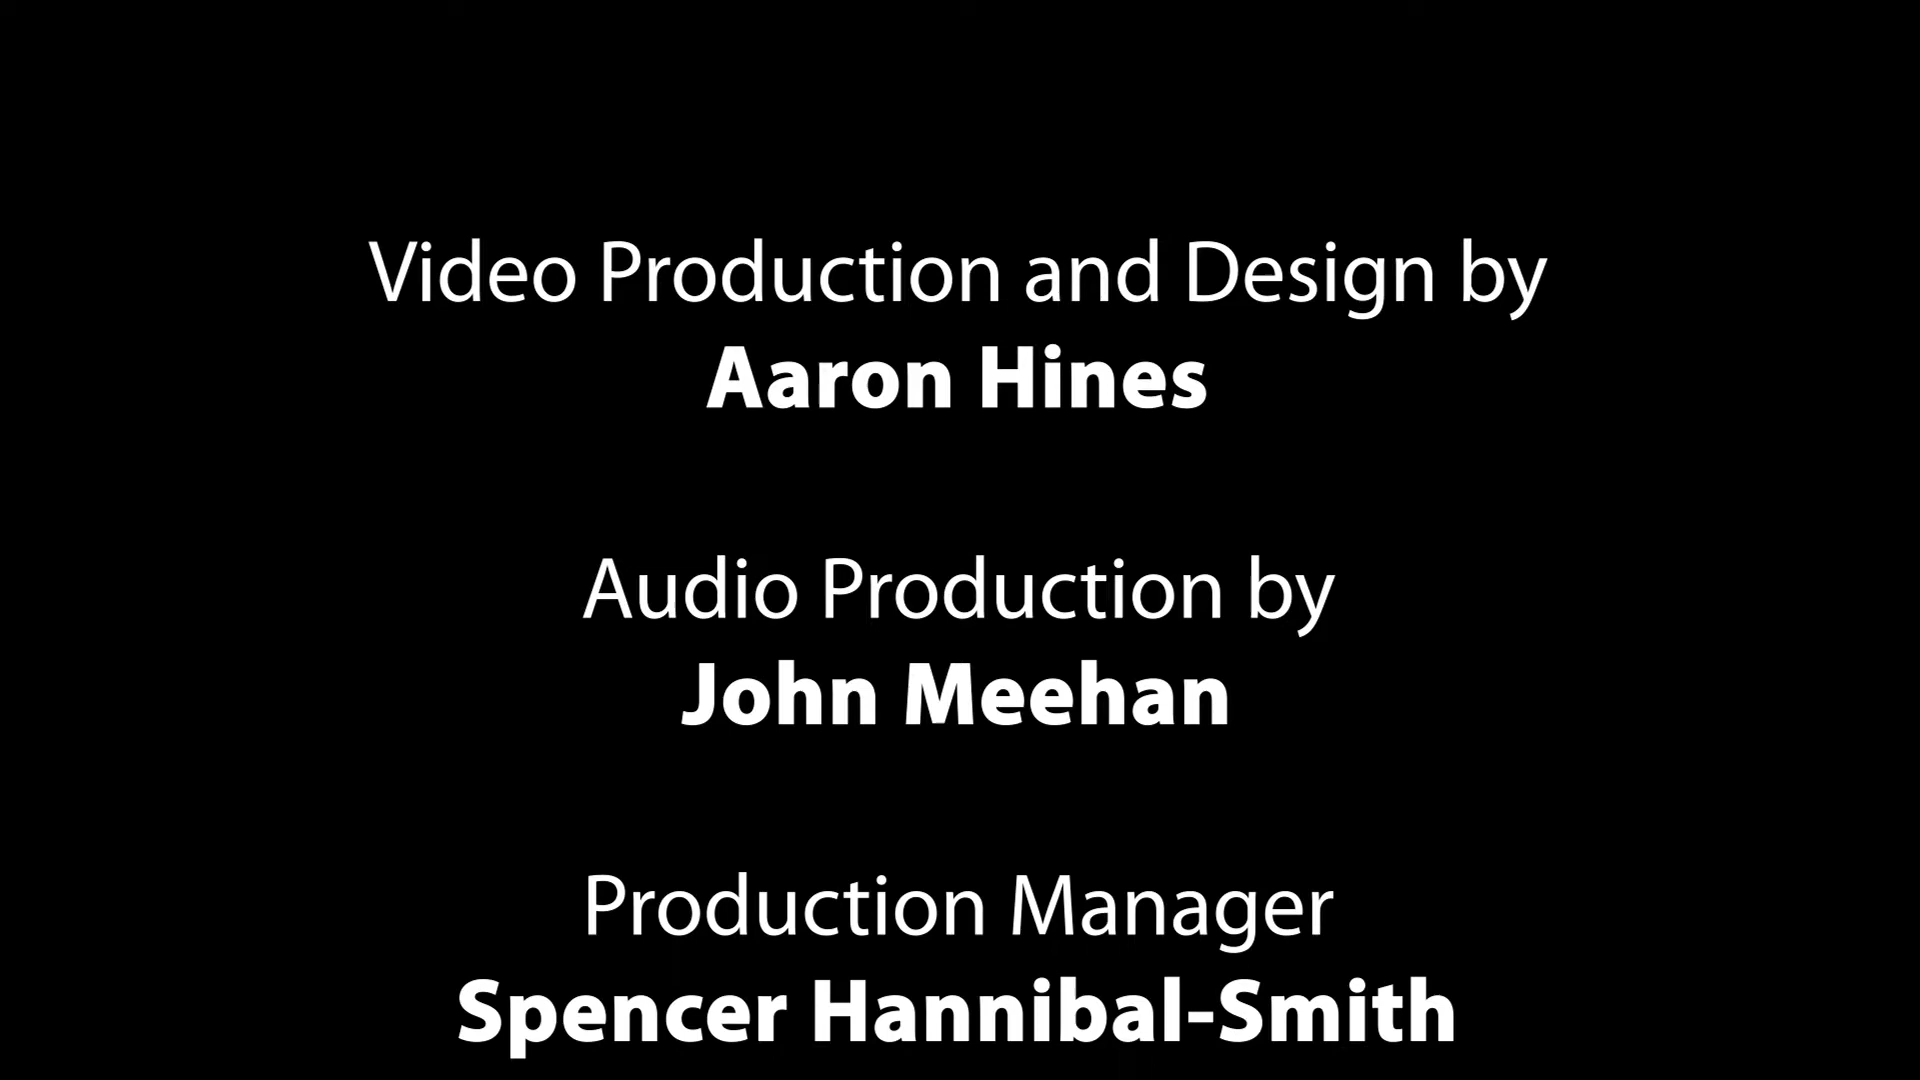 Video Production and Design by
Aaron Hines
Audio Production by
John Meehan
Production Manager
Spencer Hannibal-Smith